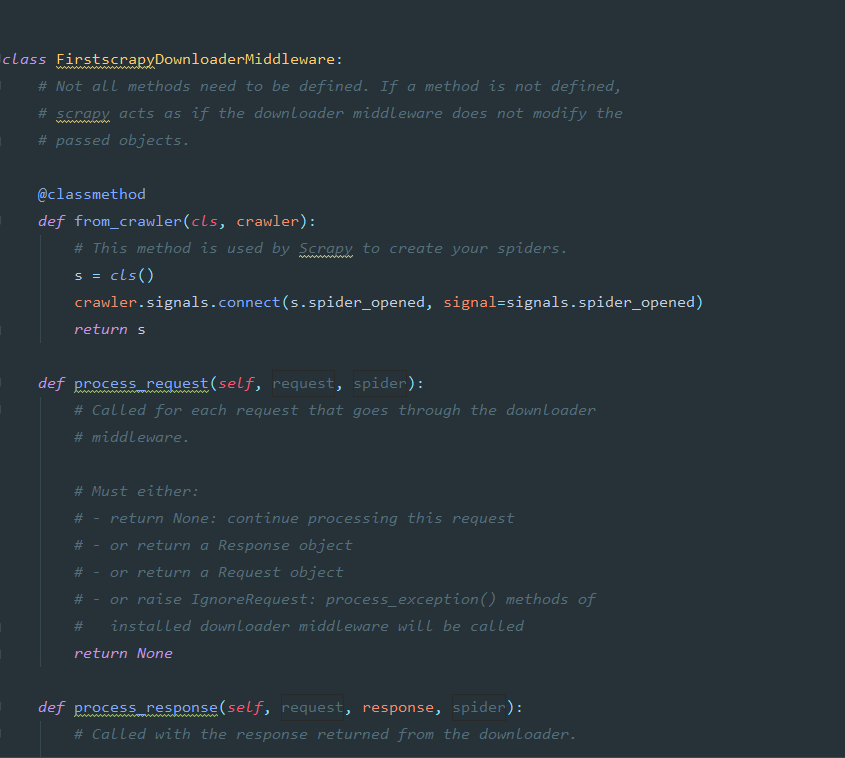 class FirstscrapyDownloaderMiddleware:
    # Not all methods need to be defined. If a method is not defined,
    # scrapy acts as if the downloader middleware does not modify the
    # passed objects.

    @classmethod
    def from_crawler(cls, crawler):
        # This method is used by Scrapy to create your spiders.
        s = cls()
        crawler.signals.connect(s.spider_opened, signal=signals.spider_opened)
        return s

    def process_request(self, request, spider):
        # Called for each request that goes through the downloader
        # middleware.

        # Must either:
        # - return None: continue processing this request
        # - or return a Response object
        # - or return a Request object
        # - or raise IgnoreRequest: process_exception() methods of
        #   installed downloader middleware will be called
        return None

    def process_response(self, request, response, spider):
        # Called with the response returned from the downloader.